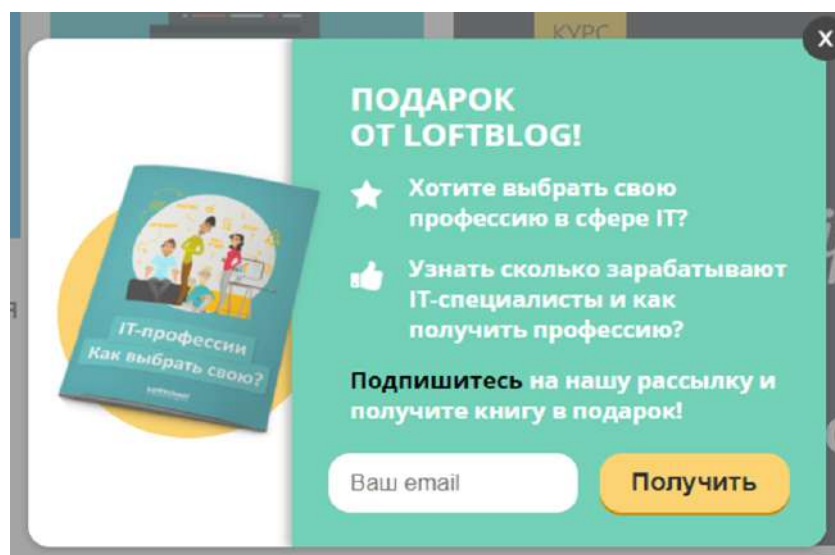 КУРС
X
ПОДАРОК
ОТ LOFTBLOG!
Хотите выбрать свою
профессию в сфере IT?
Узнать сколько зарабатывают
IT-специалисты и как
получить профессию?
Подпишитесь на нашу рассылку и
получите книгу в подарок!
Ваш email
Получить
IT-профессии
Как выбрать свою?
я